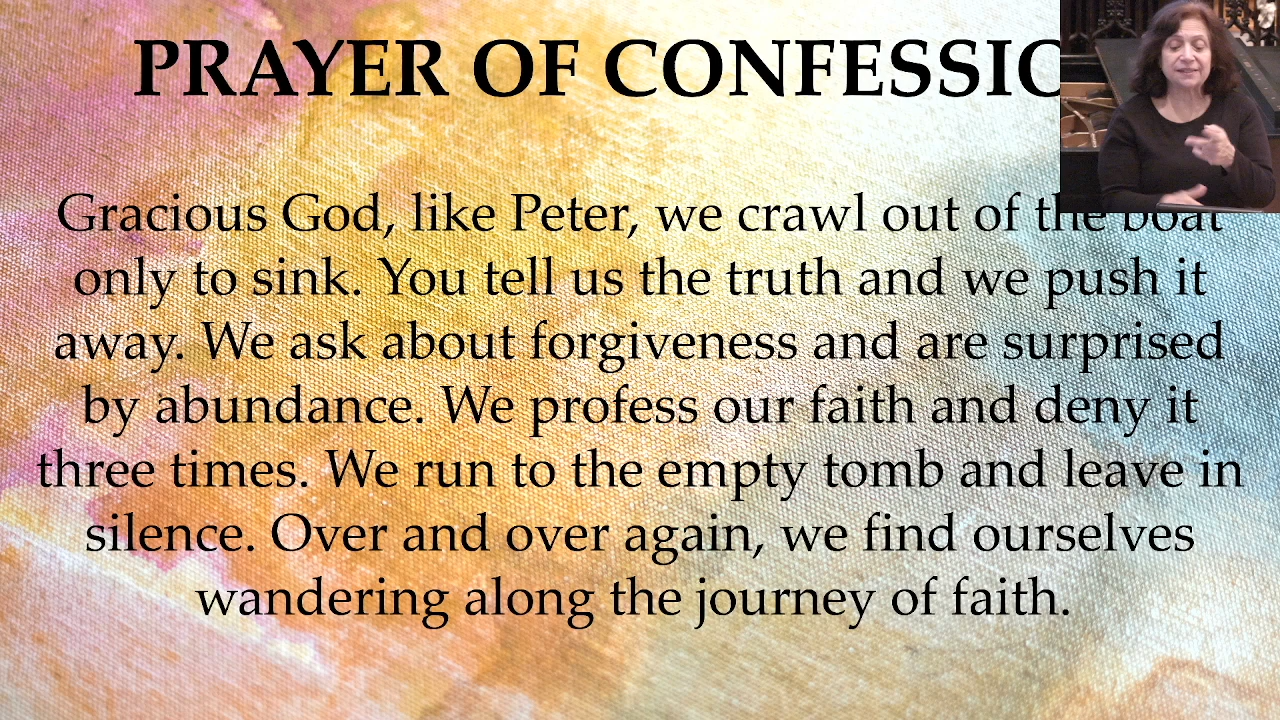 PRAYER OF CONFESSIO
Gracious God, like Peter, we crawl out of the boat
only to sink. You tell us the truth and we push it
away. We ask about forgiveness and are surprised
by abundance. We profess our faith and deny it
three times. We run to the empty tomb and leave in
silence. Over and over again, we find ourselves
wandering along the journey of faith.